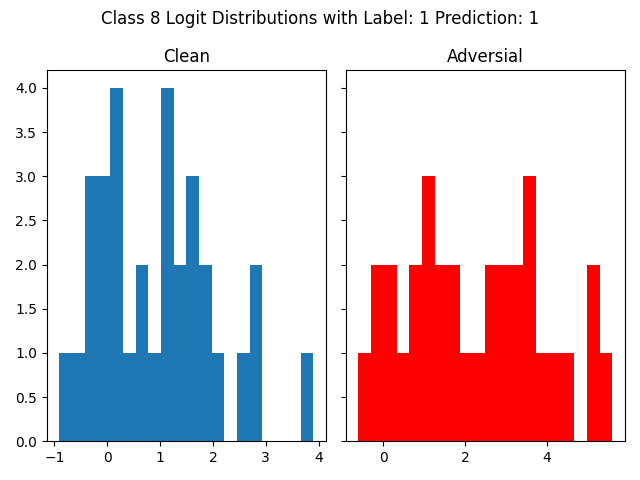 Class 8 Logit Distributions with Label: 1 Prediction: 1
Clean
Adversial
4.0
3.5
3.0
2.5
2.0
1.5
1.0
0.5
0.0
−1 0 1 2 3 4
0 2 4